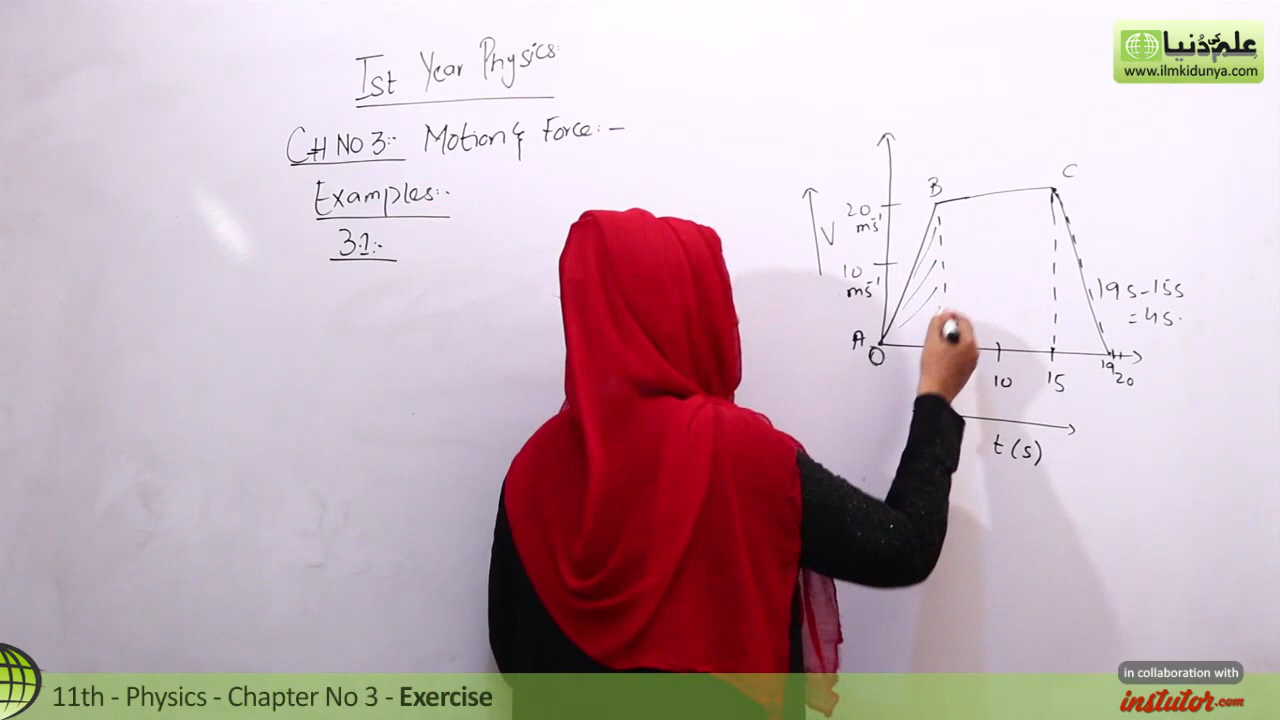 Ist Year Physics:
CH NO 3:- Motion & Force:-
Examples:-
3.1:-
علم کی دُنیا
www.ilmkidunya.com
C
B
20
ms⁻¹
V
10
ms⁻¹
19s-15s
= 4s.
A
O
10
15
19
20
t(s)
in collaboration with
instutor.com
11th - Physics - Chapter No 3 - Exercise